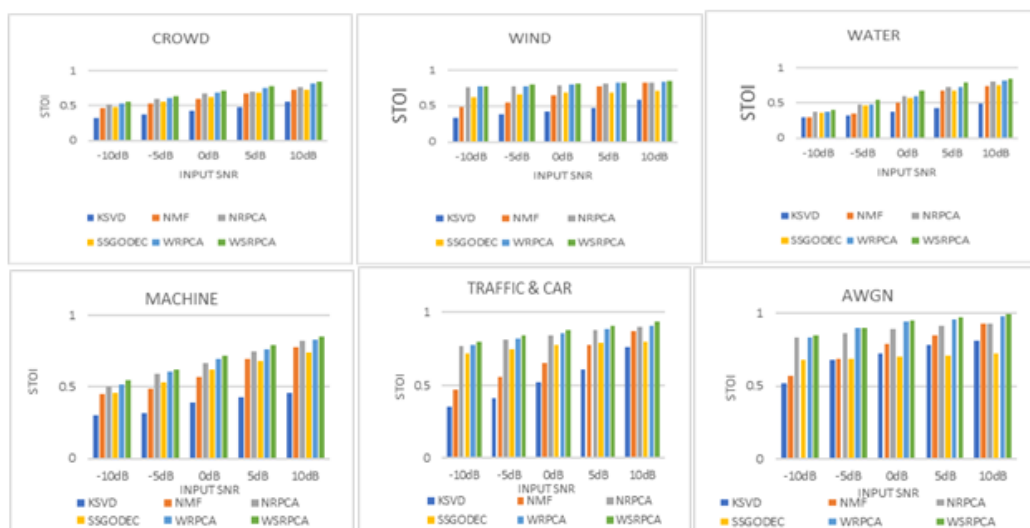 CROWD
STOI
1
0.5
0
-10dB -5dB 0dB 5dB 10dB
INPUT SNR
KSVD NMF NRPCA
SSGODEC WRPCA WSRPCA
WIND
STOI
1
0.5
0
-10dB -5dB 0dB 5dB 10dB
INPUT SNR
KSVD NMF NRPCA
SSGODEC WRPCA WSRPCA
WATER
STOI
1
0.5
0
-10dB -5dB 0dB 5dB 10dB
INPUT SNR
KSVD NMF NRPCA
SSGODEC WRPCA WSRPCA
MACHINE
STOI
1
0.5
0
-10dB -5dB 0dB 5dB 10dB
INPUT SNR
KSVD NMF NRPCA
SSGODEC WRPCA WSRPCA
TRAFFIC & CAR
STOI
1
0.5
0
-10dB -5dB 0dB 5dB 10dB
INPUT SNR
KSVD NMF NRPCA
SSGODEC WRPCA WSRPCA
AWGN
STOI
1
0.5
0
-10dB -5dB 0dB 5dB 10dB
INPUT SNR
KSVD NMF NRPCA
SSGODEC WRPCA WSRPCA